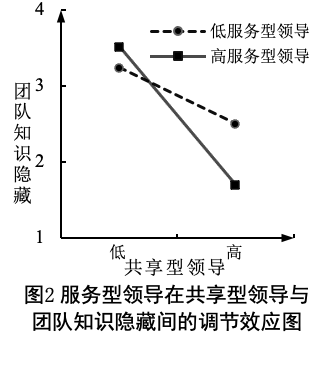 4
低服务型领导
高服务型领导
3
团队知识隐藏
2
1
低
高
共享型领导
图2 服务型领导在共享型领导与
团队知识隐藏间的调节效应图